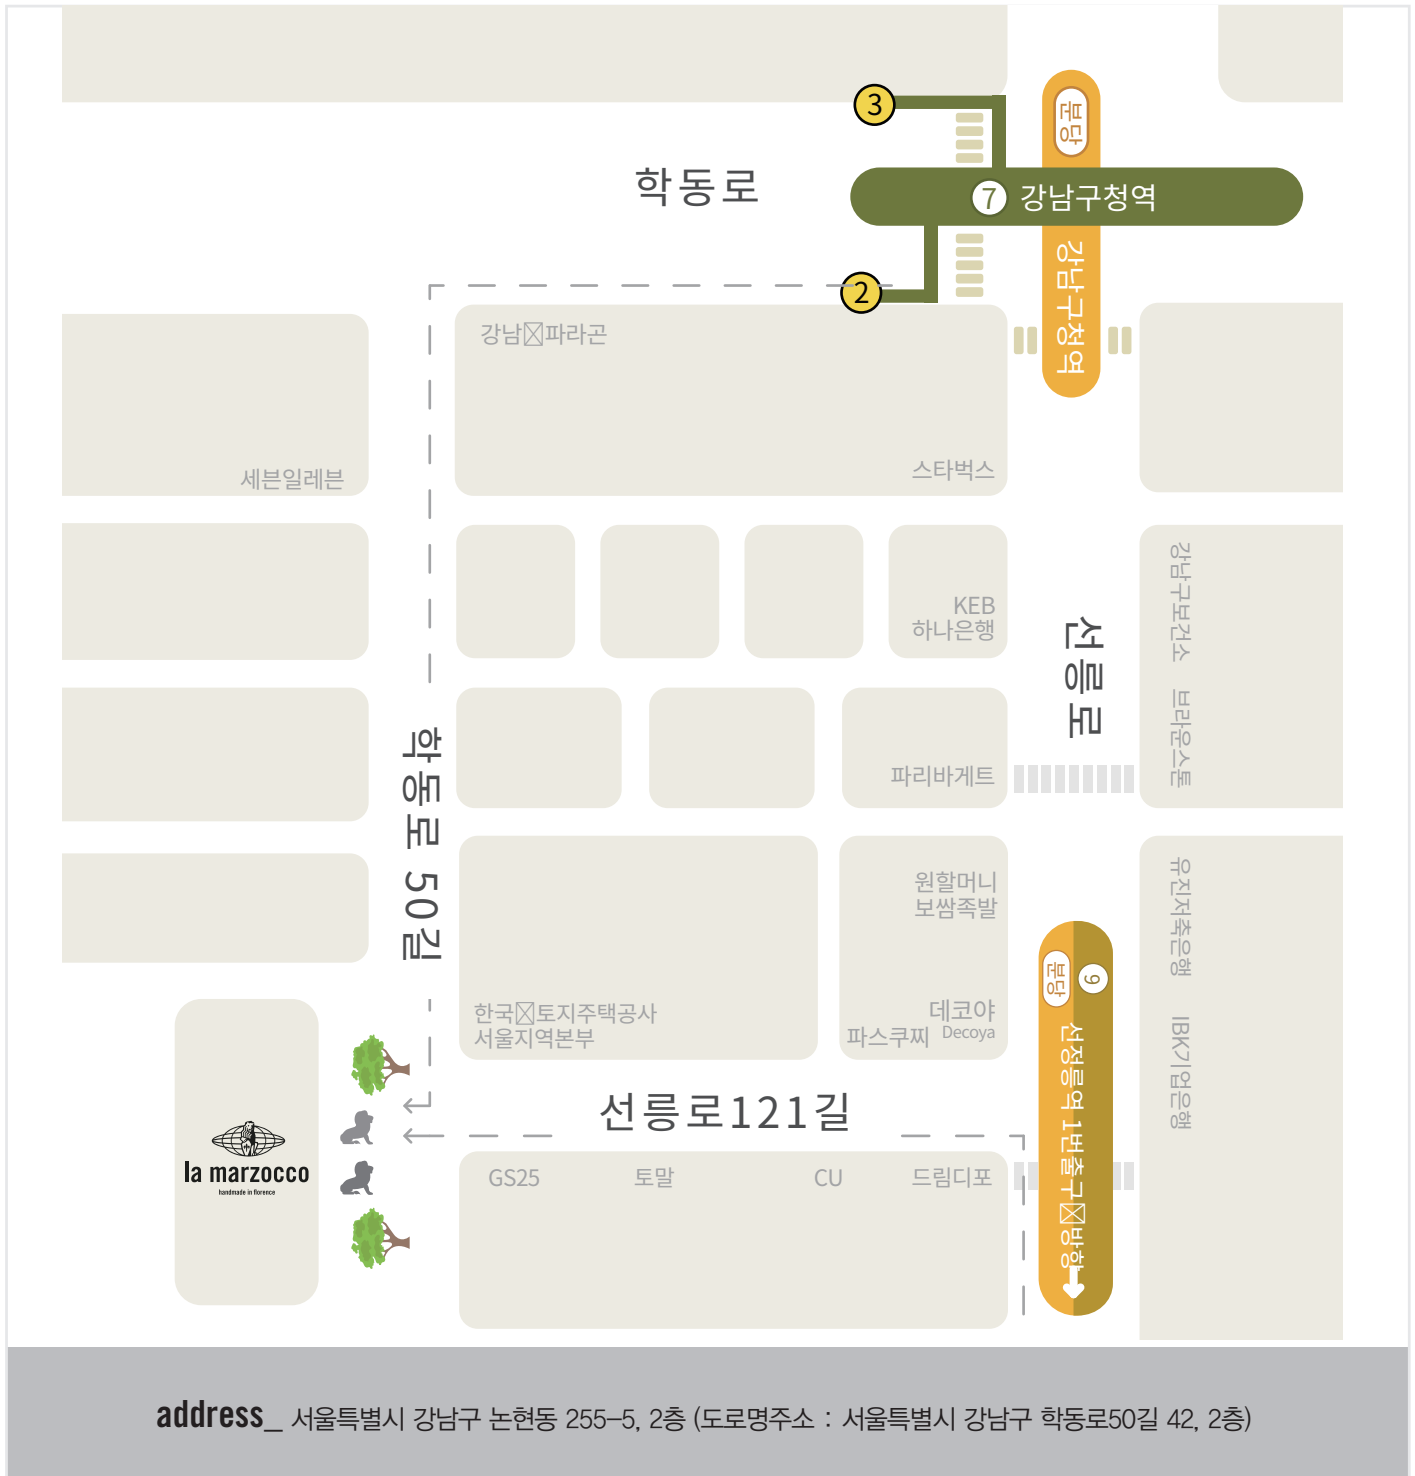 3
분당
학동로
7 강남구청역
강남구청역
2
강남 파라곤
세븐일레븐
스타벅스
KEB
하나은행
강남구보건소
브라운스톤
선릉로
파리바게트
학동로 50길
원할머니
보쌈족발
한국 토지주택공사
서울지역본부
데코야
Decoya
파스쿠찌
유진저축은행
IBK기업은행
분당
9
선정릉역 1번출구 방향
선릉로121길
la marzocco
handmade in florence
GS25
토말
CU
드림디포
address_ 서울특별시 강남구 논현동 255-5, 2층 (도로명주소 : 서울특별시 강남구 학동로50길 42, 2층)